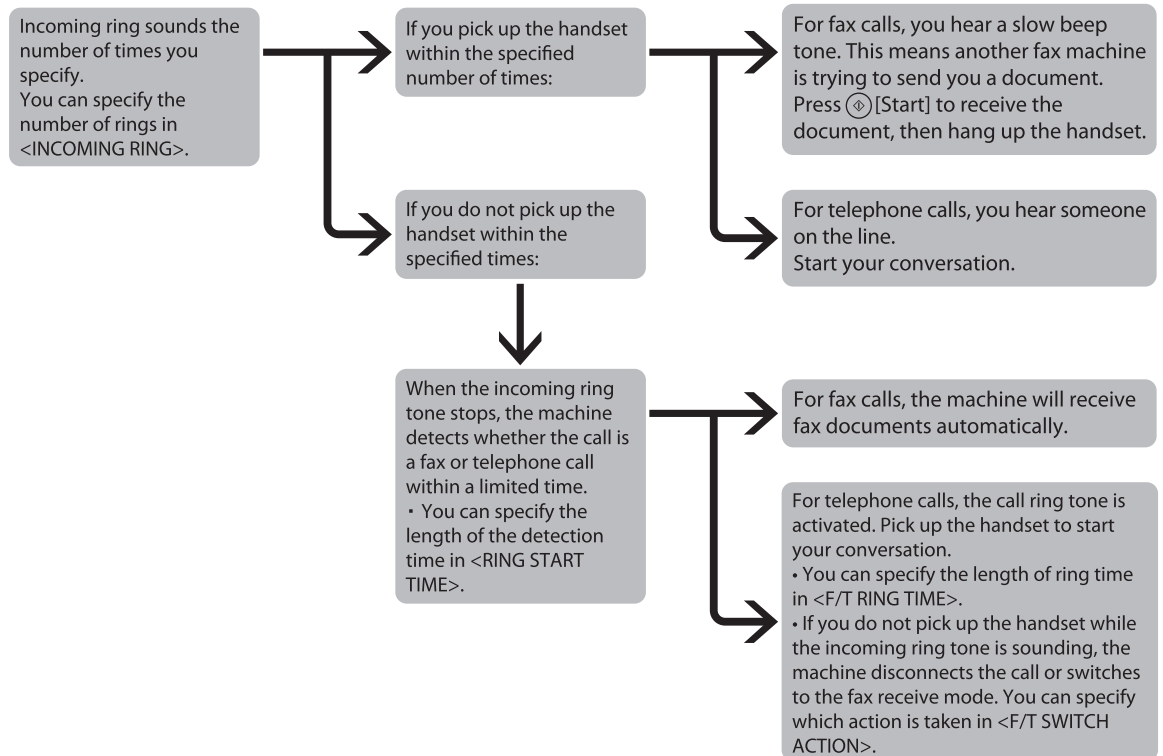 Incoming ring sounds the
number of times you
specify.
You can specify the
number of rings in
<INCOMING RING>.
If you pick up the handset
within the specified
number of times:
For fax calls, you hear a slow beep
tone. This means another fax machine
is trying to send you a document.
Press [Start] to receive the
document, then hang up the handset.
For telephone calls, you hear someone
on the line.
Start your conversation.
If you do not pick up the
handset within the
specified times:
When the incoming ring
tone stops, the machine
detects whether the call is
a fax or telephone call
within a limited time.
・ You can specify the
length of the detection
time in <RING START
TIME>.
For fax calls, the machine will receive
fax documents automatically.
For telephone calls, the call ring tone is
activated. Pick up the handset to start
your conversation.
• You can specify the length of ring time
in <F/T RING TIME>.
• If you do not pick up the handset while
the incoming ring tone is sounding, the
machine disconnects the call or switches
to the fax receive mode. You can specify
which action is taken in <F/T SWITCH
ACTION>.